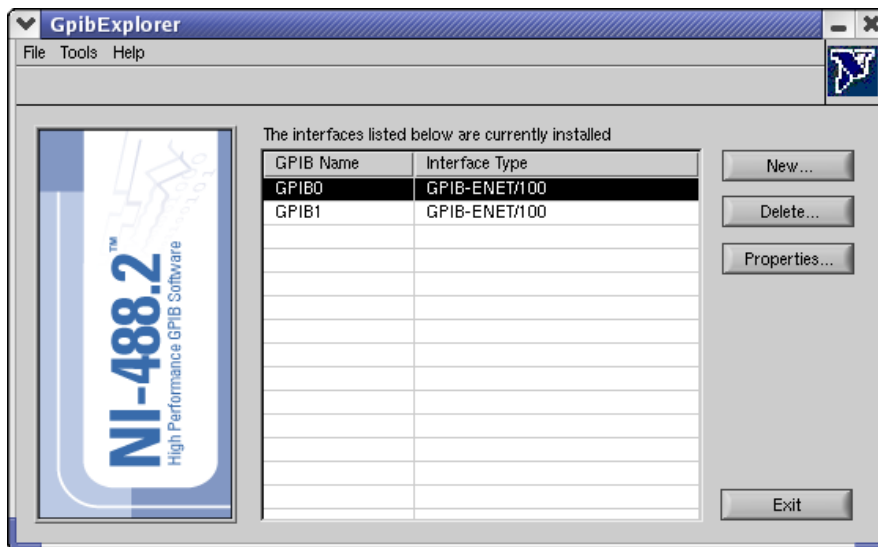 GpibExplorer
File Tools Help
The interfaces listed below are currently installed
GPIB Name Interface Type
GPIB0 GPIB-ENET/100
GPIB1 GPIB-ENET/100
New...
Delete...
Properties...
Exit
NI-488.2™
High Performance GPIB Software